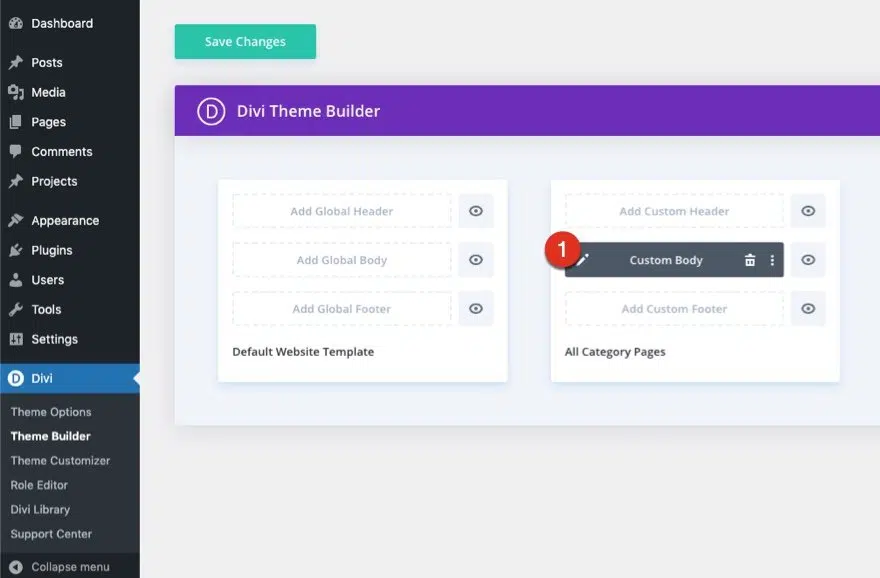 Dashboard
Posts
Media
Pages
Comments
Projects
Appearance
Plugins
Users
Tools
Settings
Divi
Theme Options
Theme Builder
Theme Customizer
Role Editor
Divi Library
Support Center
Collapse menu
Save Changes
D Divi Theme Builder
Add Global Header
Add Global Body
Add Global Footer
Default Website Template
Add Custom Header
1 Custom Body
Add Custom Footer
All Category Pages